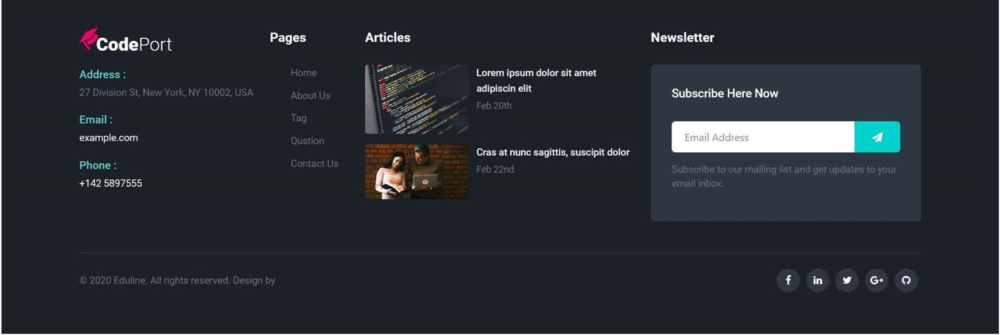 CodePort
Address :
27 Division St, New York, NY 10002, USA
Email :
example.com
Phone :
+142 5897555
Pages
Home
About Us
Tag
Qustion
Contact Us
Articles
Lorem ipsum dolor sit amet
adipiscin elit
Feb 20th
Cras at nunc sagittis, suscipit dolor
Feb 22nd
Newsletter
Subscribe Here Now
Email Address
Subscribe to our mailing list and get updates to your
email inbox.
© 2020 Eduline. All rights reserved. Design by